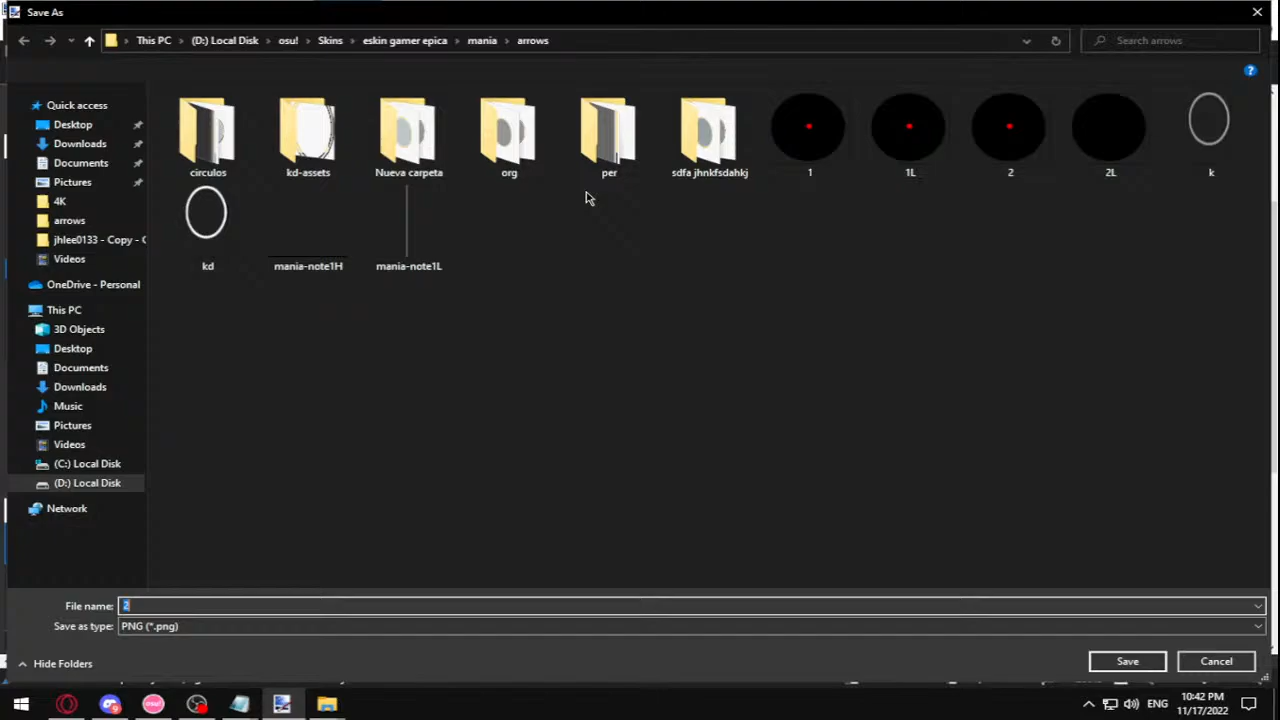 Save As
This PC > (D:) Local Disk > osu! > Skins > eskin gamer epica > mania > arrows
Search arrows
Quick access
Desktop
Downloads
Documents
Pictures
4K
arrows
jhlee0133 - Copy - C
Videos
OneDrive - Personal
This PC
3D Objects
Desktop
Documents
Downloads
Music
Pictures
Videos
(C:) Local Disk
(D:) Local Disk
Network
circulos
kd-assets
Nueva carpeta
org
per
sdfa jhnkfsdahkj
1
1L
2
2L
k
kd
mania-note1H
mania-note1L
File name: 2
Save as type: PNG (*.png)
Hide Folders
Save
Cancel
osu!
ENG
10:42 PM
11/17/2022